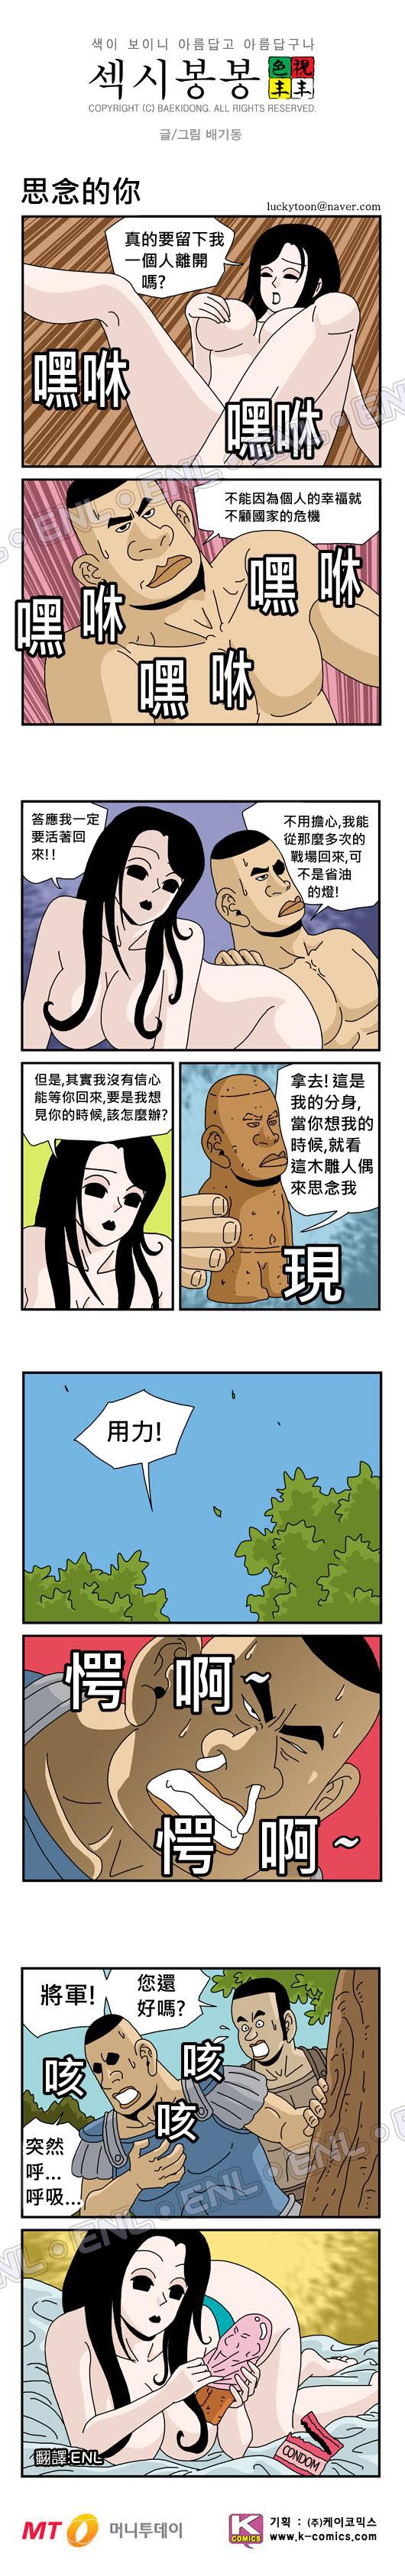 색이 보이니 아름답고 아름답구나
섹시봉봉 色視丰丰
COPYRIGHT (C) BAEKIDONG. ALL RIGHTS RESERVED.
글/그림 배기동
思念的你
luckytoon@naver.com
真的要留下我
一個人離開
嗎?
嘿咻
嘿咻
ENL
不能因為個人的幸福就
不顧國家的危機
嘿咻
嘿咻
嘿咻
答應我一定
要活著回
來!!
不用擔心,我能
從那麼多次的
戰場回來,可
不是省油
的燈!
但是,其實我沒有信心
能等你回來,要是我想
見你的時候,該怎麼辦?
拿去! 這是
我的分身,
當你想我的
時候,就看
這木雕人偶
來思念我
現
用力!
愕 啊~
愕 啊~
將軍!
您還
好嗎?
咳
咳
咳
突然
呼...
呼吸...
ENL
CONDOM
翻譯:ENL
MTO 머니투데이
K COMICS
기획 : (주)케이코믹스
www.k-comics.com